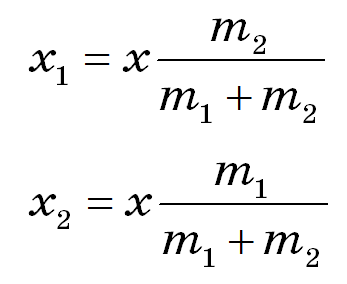 x₁ = x m₂ / (m₁ + m₂)
x₂ = x m₁ / (m₁ + m₂)